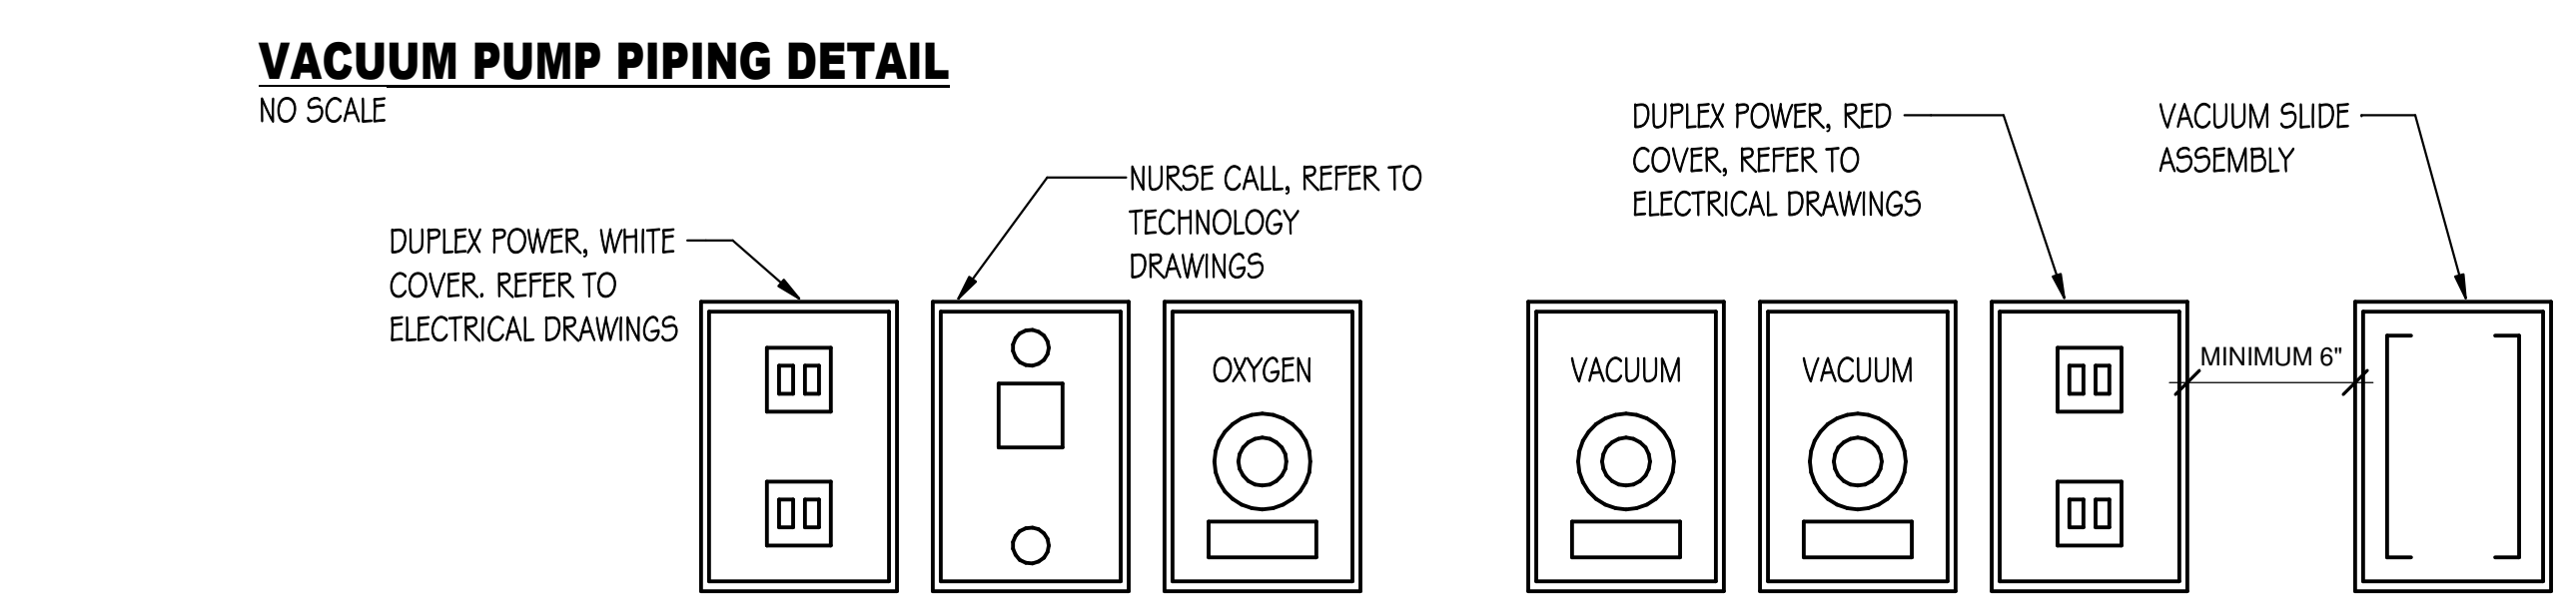 VACUUM PUMP PIPING DETAIL
NO SCALE
DUPLEX POWER, WHITE
COVER. REFER TO
ELECTRICAL DRAWINGS
NURSE CALL, REFER TO
TECHNOLOGY
DRAWINGS
DUPLEX POWER, RED
COVER, REFER TO
ELECTRICAL DRAWINGS
VACUUM SLIDE
ASSEMBLY
OXYGEN
VACUUM
VACUUM
MINIMUM 6"